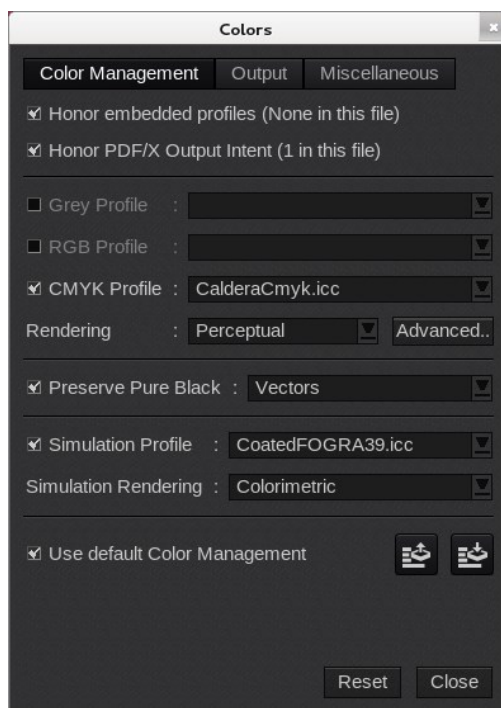 Colors
Color Management Output Miscellaneous
Honor embedded profiles (None in this file)
Honor PDF/X Output Intent (1 in this file)
Grey Profile :
RGB Profile :
CMYK Profile : CalderaCmyk.icc
Rendering : Perceptual Advanced..
Preserve Pure Black : Vectors
Simulation Profile : CoatedFOGRA39.icc
Simulation Rendering : Colorimetric
Use default Color Management
Reset Close